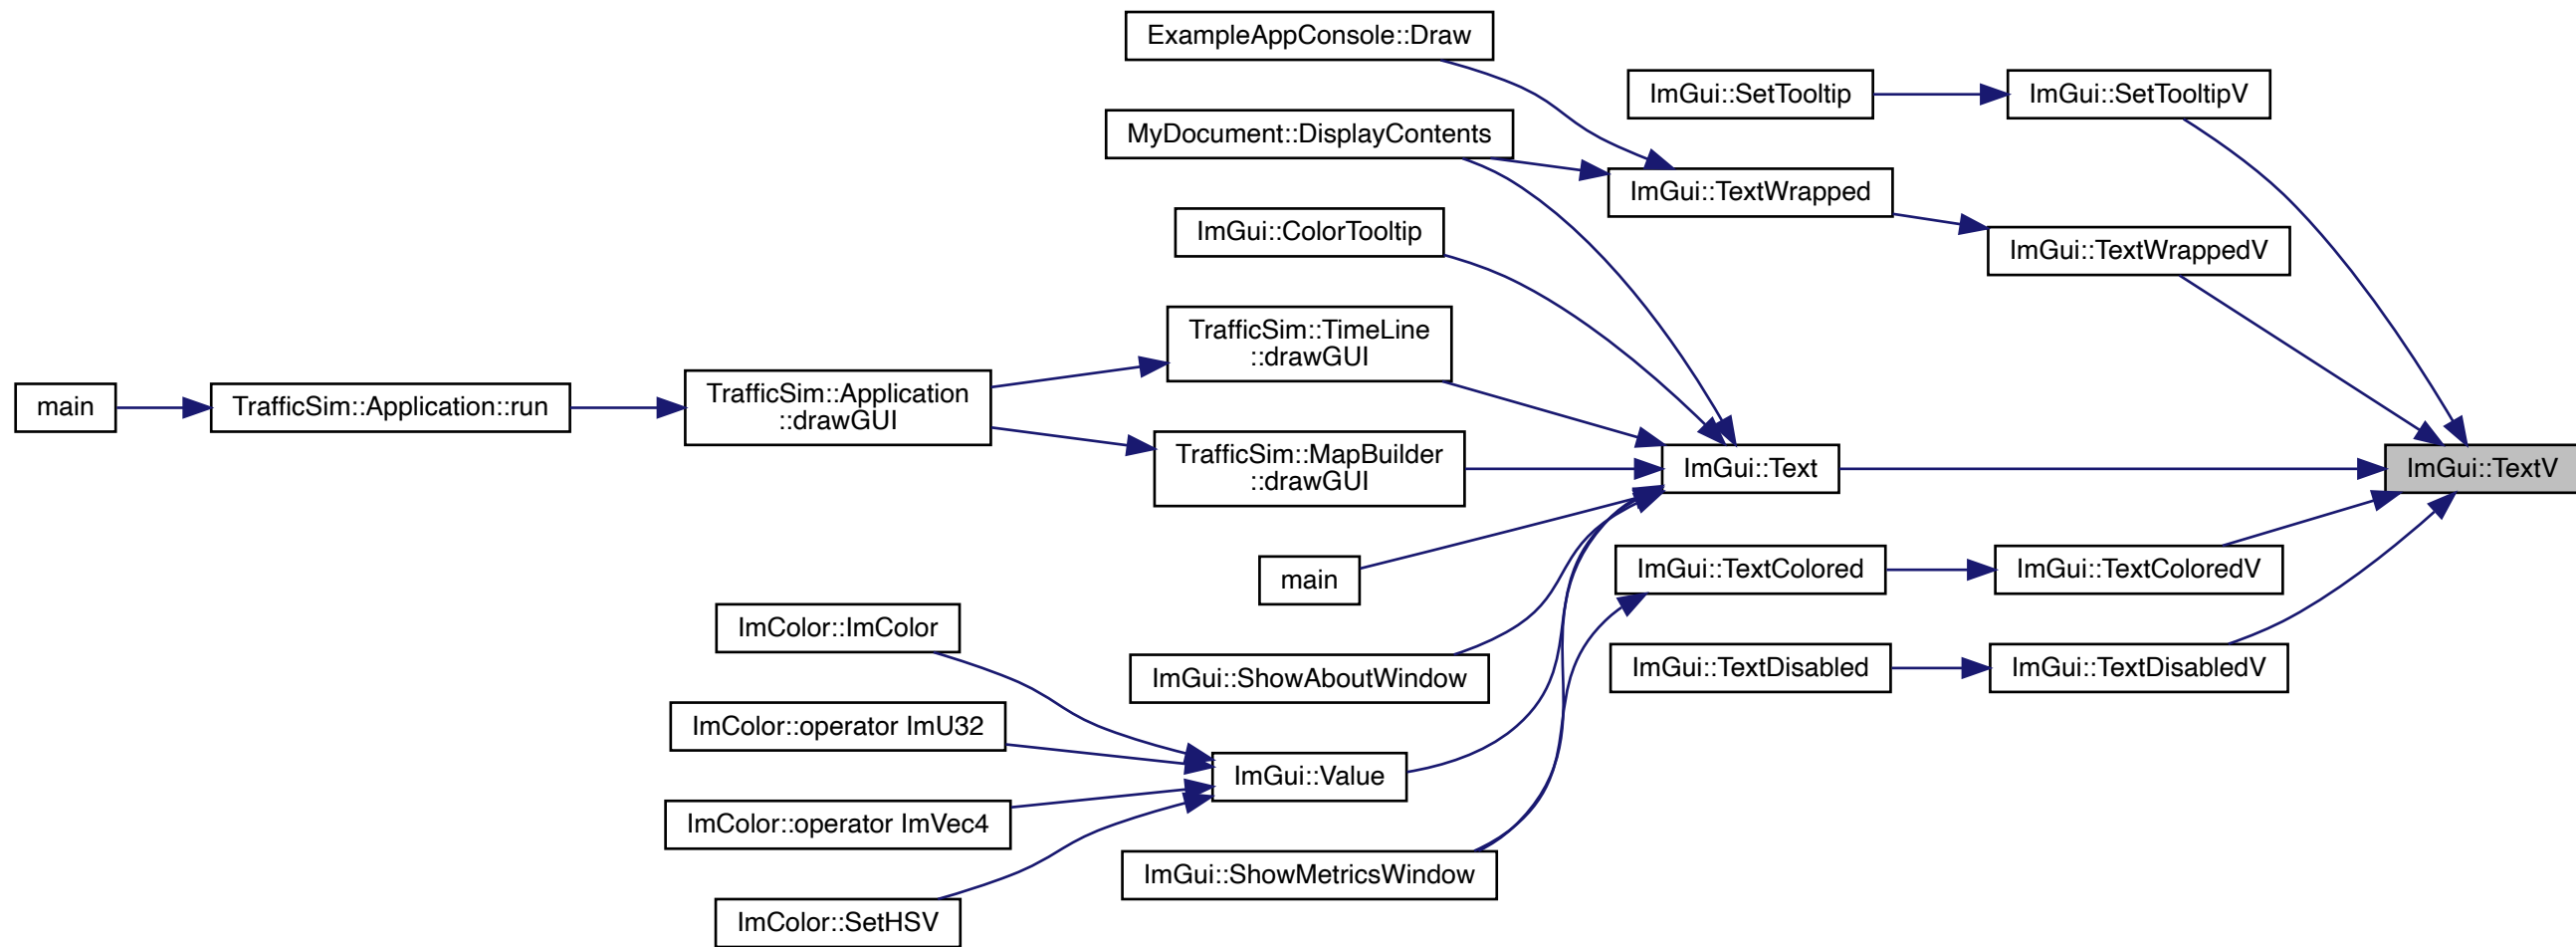 ExampleAppConsole::Draw
ImGui::SetTooltip
ImGui::SetTooltipV
MyDocument::DisplayContents
ImGui::TextWrapped
ImGui::ColorTooltip
ImGui::TextWrappedV
TrafficSim::TimeLine
::drawGUI
main
TrafficSim::Application::run
TrafficSim::Application
::drawGUI
TrafficSim::MapBuilder
::drawGUI
ImGui::Text
ImGui::TextV
main
ImGui::TextColored
ImGui::TextColoredV
ImColor::ImColor
ImGui::ShowAboutWindow
ImGui::TextDisabled
ImGui::TextDisabledV
ImColor::operator ImU32
ImGui::Value
ImColor::operator ImVec4
ImGui::ShowMetricsWindow
ImColor::SetHSV